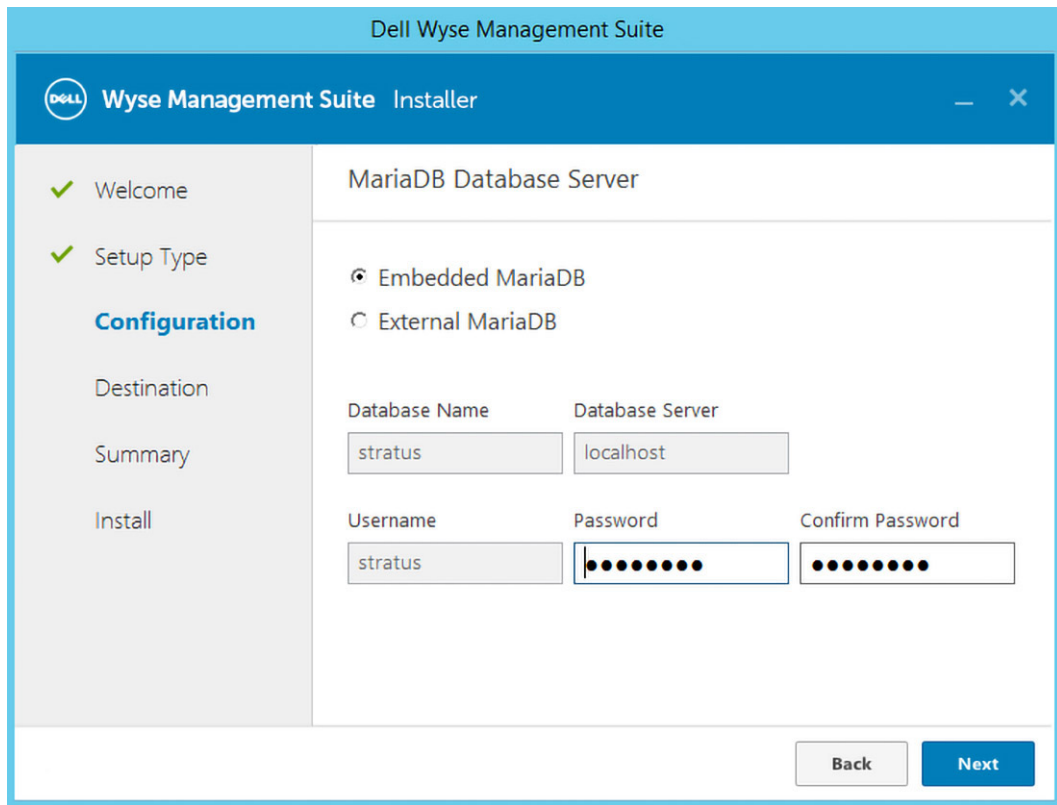 Dell Wyse Management Suite
DELL Wyse Management Suite Installer
Welcome
Setup Type
Configuration
Destination
Summary
Install
MariaDB Database Server
Embedded MariaDB
External MariaDB
Database Name Database Server
stratus localhost
Username Password Confirm Password
stratus ●●●●●●●● ●●●●●●●●
Back Next